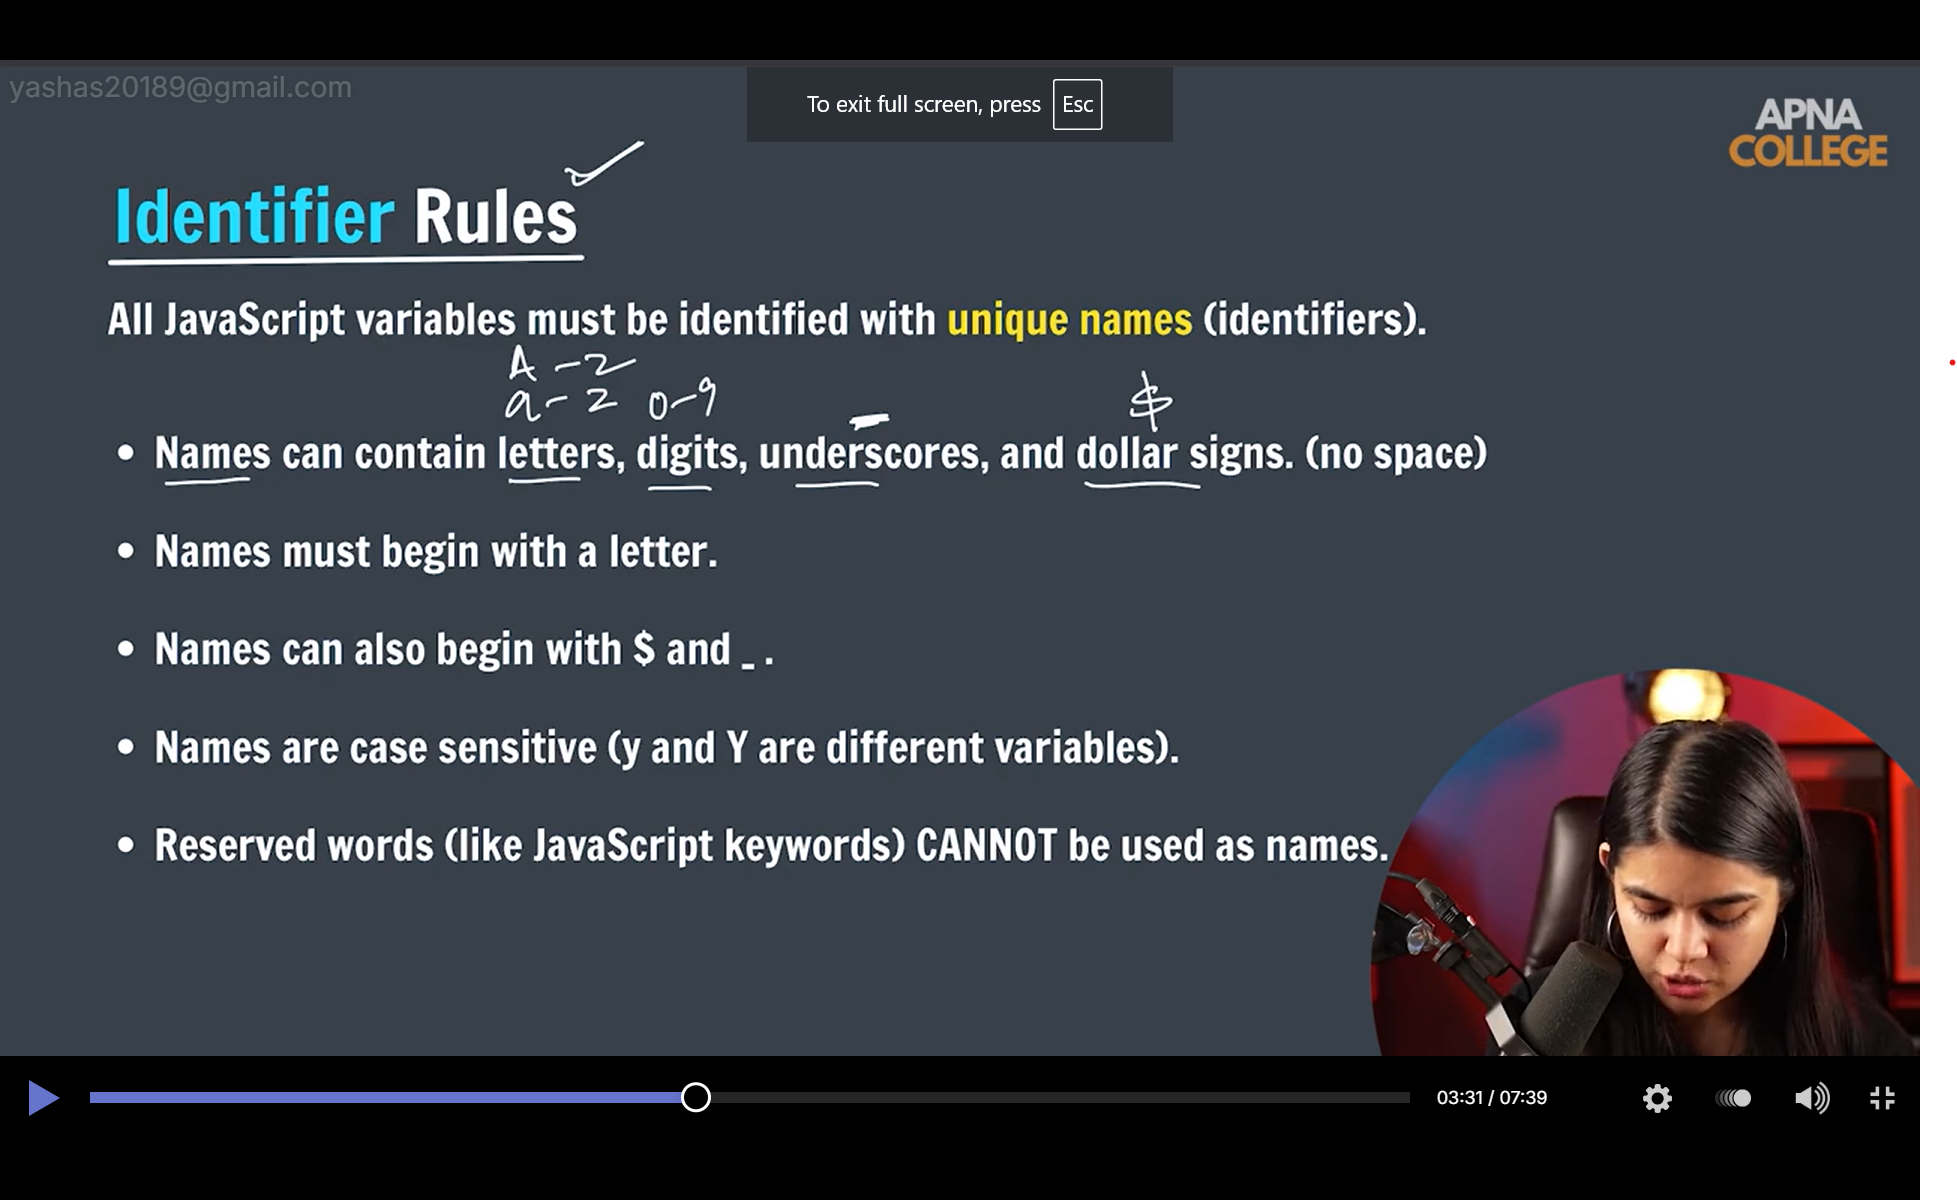 yashas20189@gmail.com
To exit full screen, press Esc
APNA
COLLEGE
Identifier Rules
All JavaScript variables must be identified with unique names (identifiers).
A - Z
a - z 0-9 $
• Names can contain letters, digits, underscores, and dollar signs. (no space)
• Names must begin with a letter.
• Names can also begin with $ and _ .
• Names are case sensitive (y and Y are different variables).
• Reserved words (like JavaScript keywords) CANNOT be used as names.
03:31 / 07:39